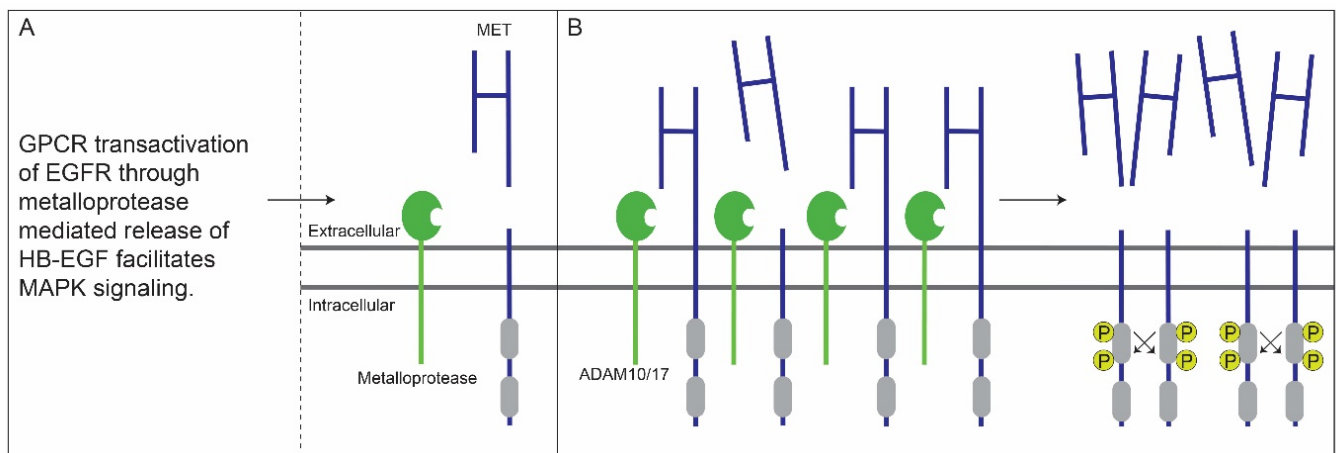 A
GPCR transactivation
of EGFR through
metalloprotease
mediated release of
HB-EGF facilitates
MAPK signaling.
MET
Extracellular
Intracellular
Metalloprotease
B
ADAM10/17
P P P P
P P P P